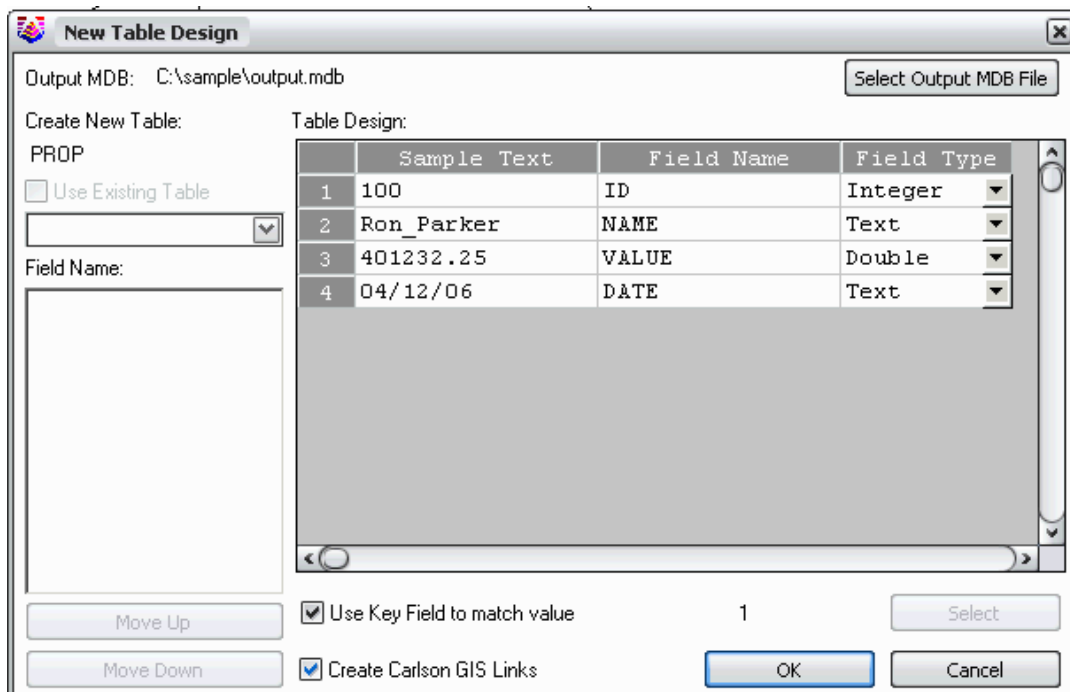 New Table Design
Output MDB: C:\sample\output.mdb
Select Output MDB File
Create New Table:
Table Design:
PROP
Use Existing Table
Field Name:
Sample Text Field Name Field Type
1 100 ID Integer
2 Ron_Parker NAME Text
3 401232.25 VALUE Double
4 04/12/06 DATE Text
Move Up
Move Down
Use Key Field to match value 1 Select
Create Carlson GIS Links OK Cancel